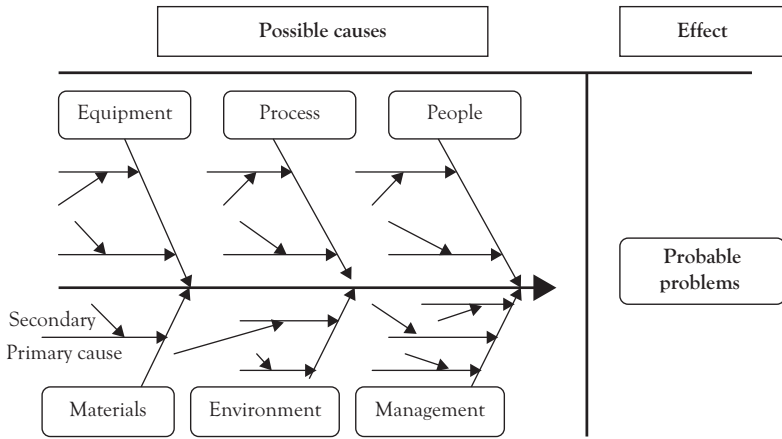 Possible causes
Effect
Equipment
Process
People
Probable
problems
Secondary
Primary cause
Materials
Environment
Management